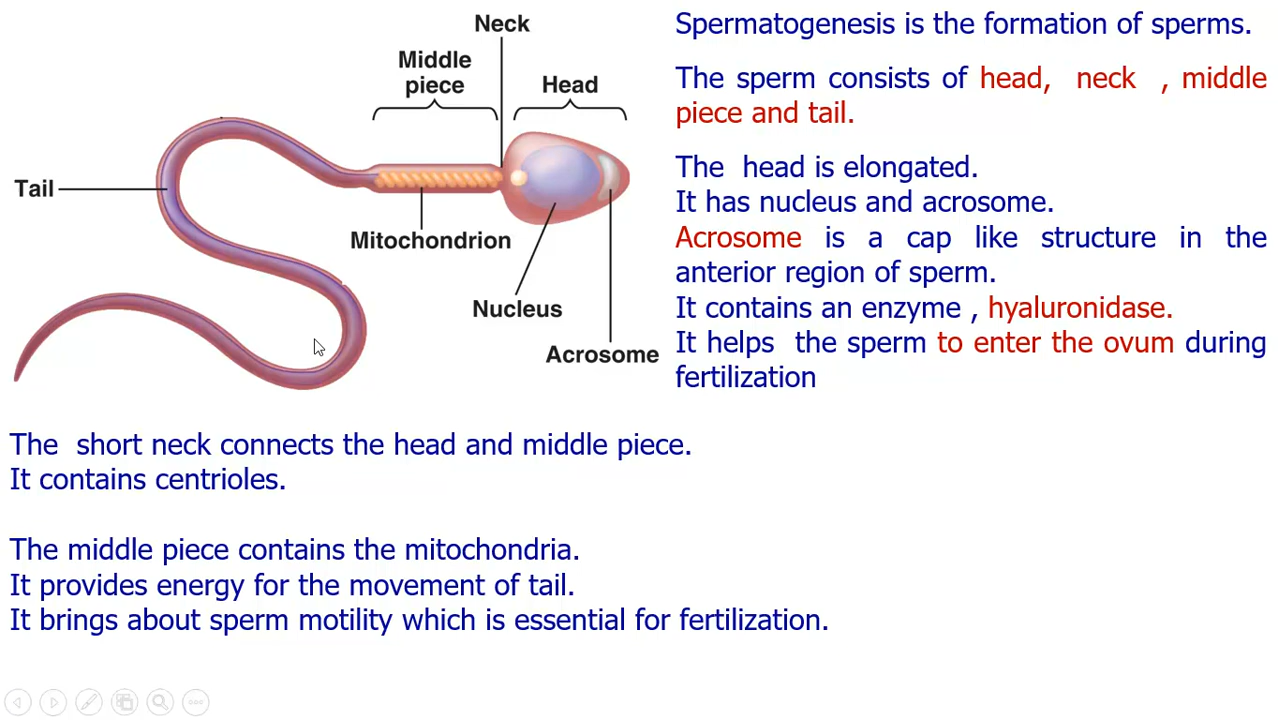 Neck
Middle
piece
Head
Tail
Mitochondrion
Nucleus
Acrosome
Spermatogenesis is the formation of sperms.
The sperm consists of head, neck , middle
piece and tail.
The head is elongated.
It has nucleus and acrosome.
Acrosome is a cap like structure in the
anterior region of sperm.
It contains an enzyme , hyaluronidase.
It helps the sperm to enter the ovum during
fertilization
The short neck connects the head and middle piece.
It contains centrioles.
The middle piece contains the mitochondria.
It provides energy for the movement of tail.
It brings about sperm motility which is essential for fertilization.